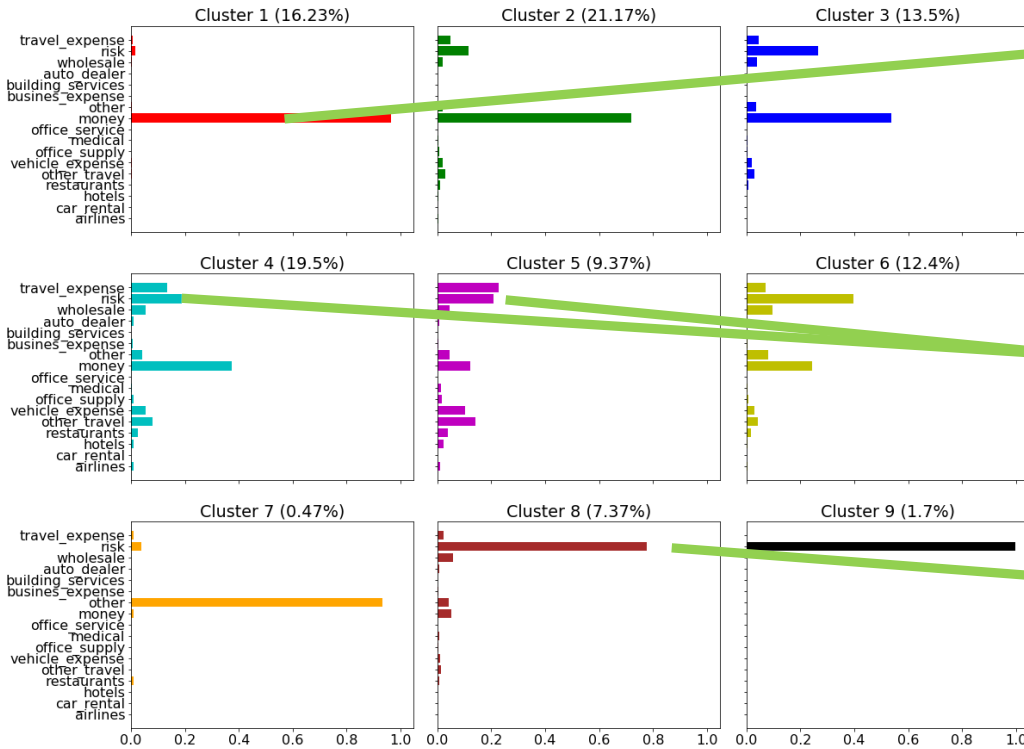 Cluster 1 (16.23%)
Cluster 2 (21.17%)
Cluster 3 (13.5%)
travel_expense
risk
wholesale
auto_dealer
building_services
busines_expense
other
money
office_service
medical
office_supply
vehicle_expense
other_travel
restaurants
hotels
car_rental
airlines
Cluster 4 (19.5%)
Cluster 5 (9.37%)
Cluster 6 (12.4%)
travel_expense
risk
wholesale
auto_dealer
building_services
busines_expense
other
money
office_service
medical
office_supply
vehicle_expense
other_travel
restaurants
hotels
car_rental
airlines
Cluster 7 (0.47%)
Cluster 8 (7.37%)
Cluster 9 (1.7%)
travel_expense
risk
wholesale
auto_dealer
building_services
busines_expense
other
money
office_service
medical
office_supply
vehicle_expense
other_travel
restaurants
hotels
car_rental
airlines
0.0 0.2 0.4 0.6 0.8 1.0
0.0 0.2 0.4 0.6 0.8 1.0
0.0 0.2 0.4 0.6 0.8 1.0